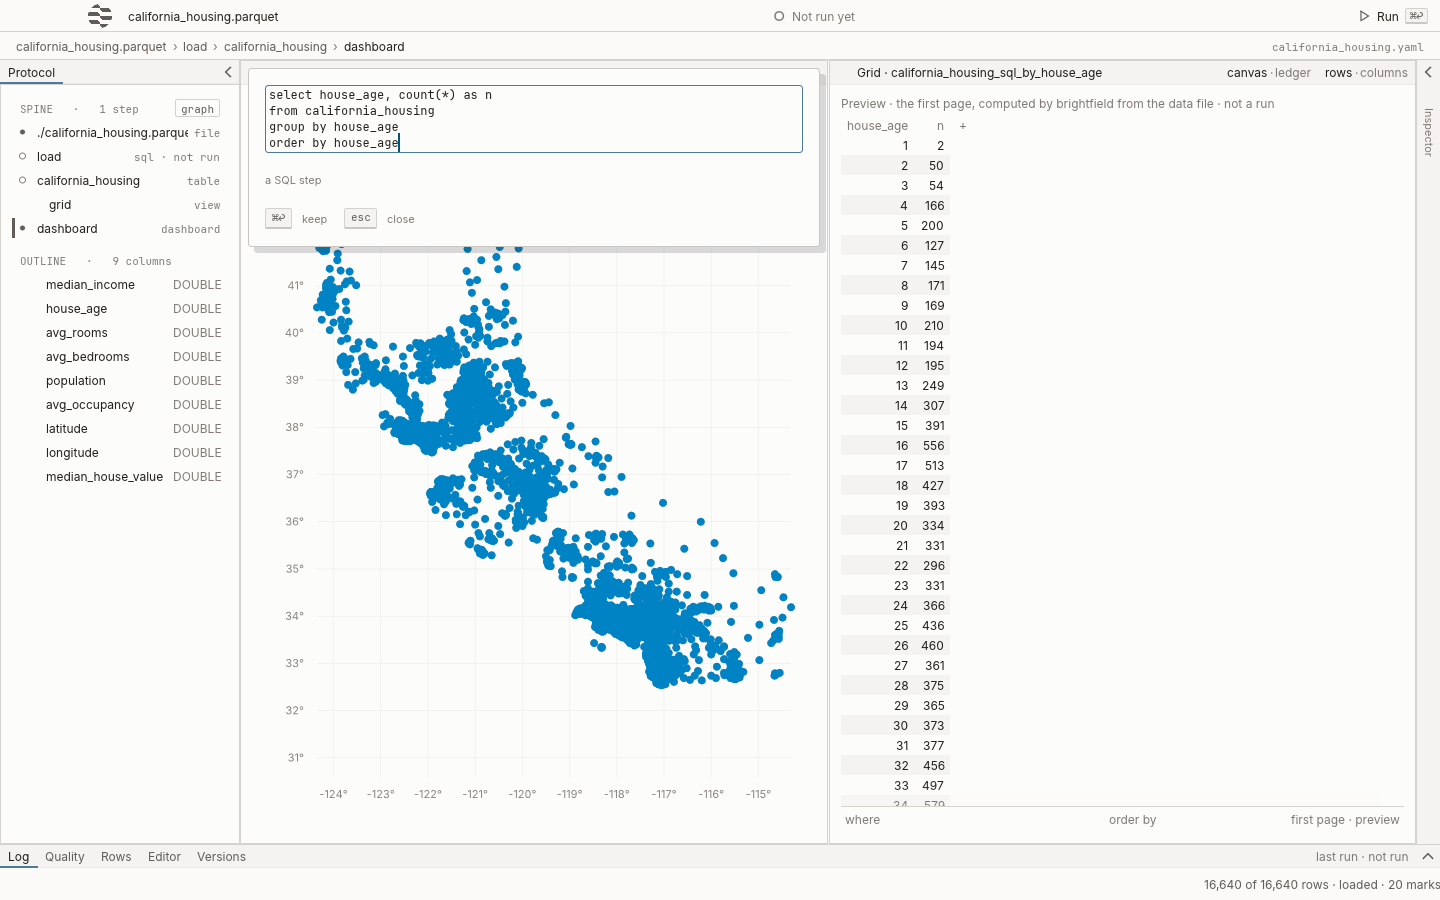 california_housing.parquet
Not run yet
Run
california_housing.parquet › load › california_housing › dashboard
california_housing.yaml
Protocol
SPINE · 1 step graph
./california_housing.parque file
load sql · not run
california_housing table
grid view
dashboard dashboard
OUTLINE · 9 columns
median_income DOUBLE
house_age DOUBLE
avg_rooms DOUBLE
avg_bedrooms DOUBLE
population DOUBLE
avg_occupancy DOUBLE
latitude DOUBLE
longitude DOUBLE
median_house_value DOUBLE
select house_age, count(*) as n
from california_housing
group by house_age
order by house_age
a SQL step
⌘⏎ keep esc close
41°
40°
39°
38°
37°
36°
35°
34°
33°
32°
31°
-124° -123° -122° -121° -120° -119° -118° -117° -116° -115°
Grid · california_housing_sql_by_house_age
canvas · ledger rows · columns
Preview · the first page, computed by brightfield from the data file · not a run
house_age n +
1 2
2 50
3 54
4 166
5 200
6 127
7 145
8 171
9 169
10 210
11 194
12 195
13 249
14 307
15 391
16 556
17 513
18 427
19 393
20 334
21 331
22 296
23 331
24 366
25 436
26 460
27 361
28 375
29 365
30 373
31 377
32 456
33 497
34 579
where order by first page · preview
Inspector
Log Quality Rows Editor Versions
last run · not run
16,640 of 16,640 rows · loaded · 20 marks